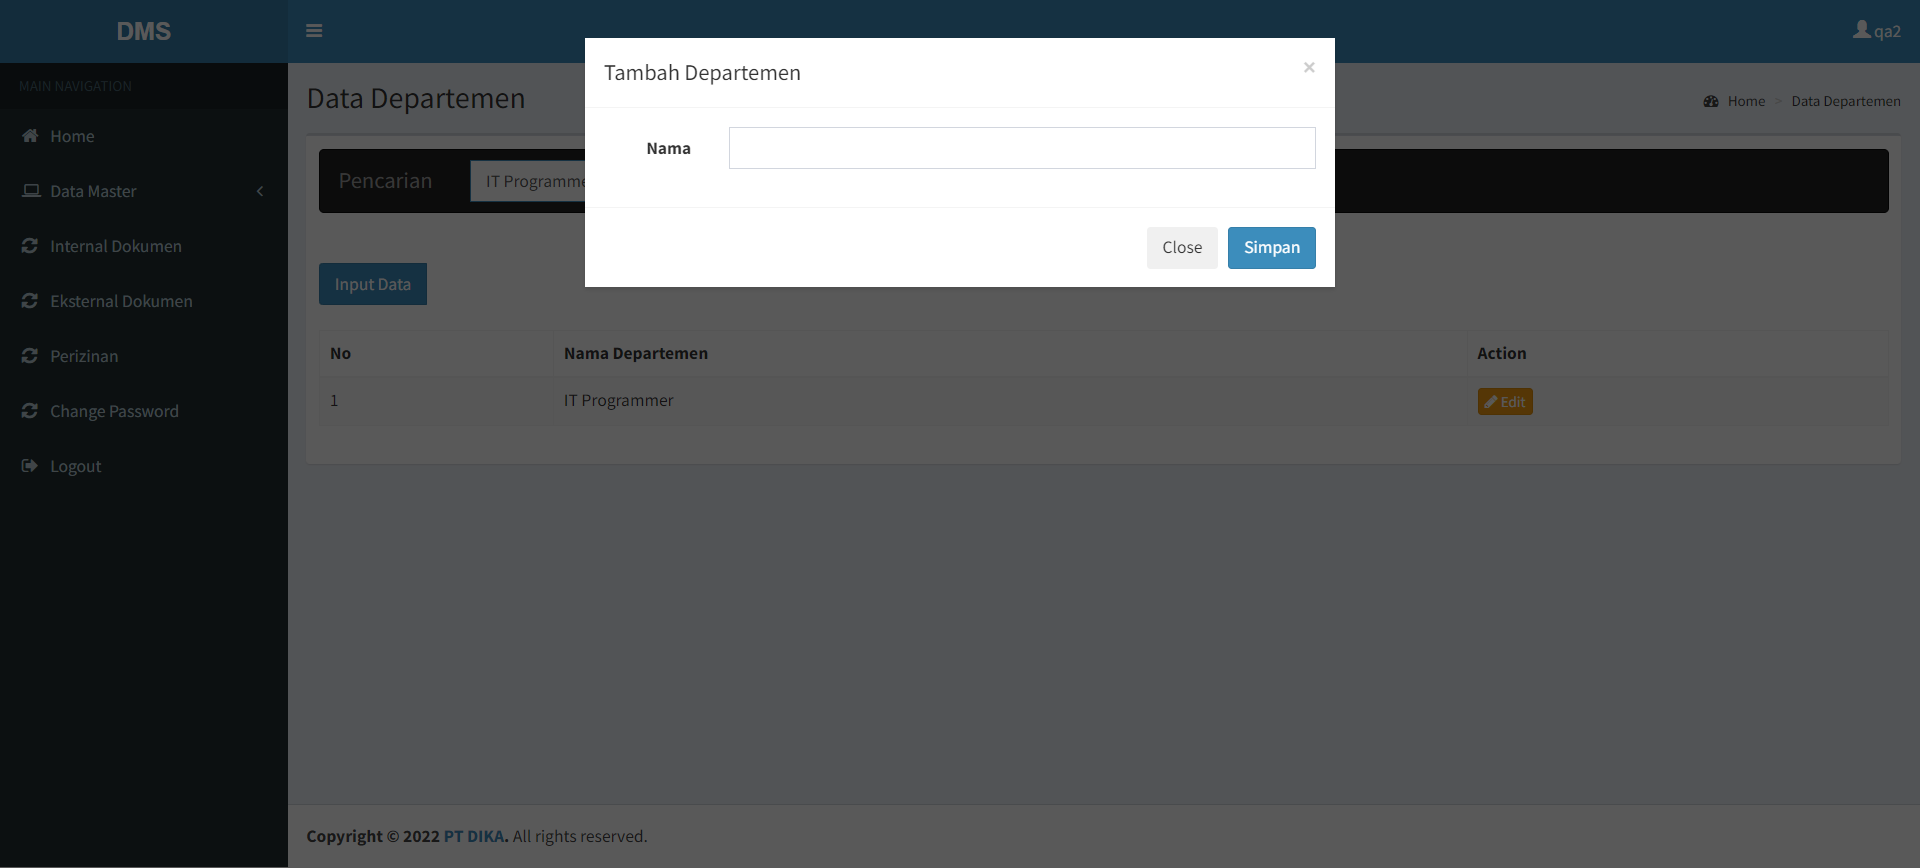 DMS
qa2
MAIN NAVIGATION
Home
Data Master
Internal Dokumen
Eksternal Dokumen
Perizinan
Change Password
Logout
Data Departemen
Home > Data Departemen
Tambah Departemen ×
Nama
Close Simpan
Pencarian IT Programme
Input Data
No Nama Departemen Action
1 IT Programmer Edit
Copyright © 2022 PT DIKA. All rights reserved.